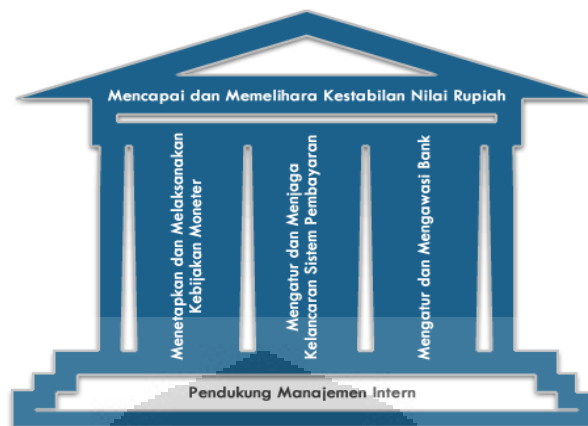 Mencapai dan Memelihara Kestabilan Nilai Rupiah
Menetapkan dan Melaksanakan
Kebijakan Moneter
Mengatur dan Menjaga
Kelancaran Sistem Pembayaran
Mengatur dan Mengawasi Bank
Pendukung Manajemen Intern